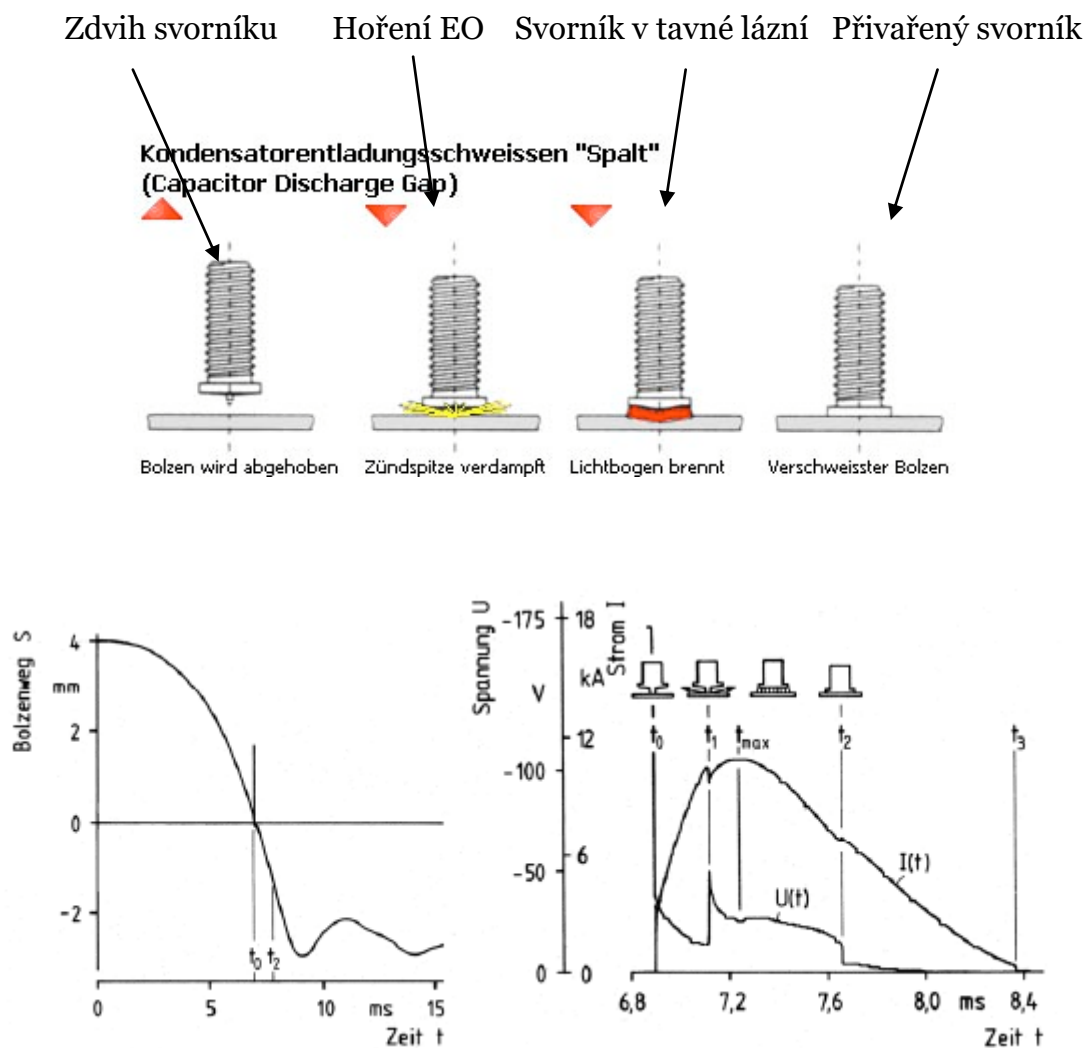 Zdvih svorníku Hoření EO Svorník v tavné lázní Přivařený svorník
Kondensatorentladungsschweissen "Spalt"
(Capacitor Discharge Gap)
Bolzen wird abgehoben Zündspitze verdampft Lichtbogen brennt Verschweisster Bolzen
Bolzenweg S
4
mm
2
0
-2
t0 t2
0 5 10 15
ms
Zeit t
Spannung U
-175
V
-100
-50
0
Strom I
18
kA
12
6
0
t0 t1 tmax t2 t3
I(t)
U(t)
6,8 7,2 7,6 8,0 ms 8,4
Zeit t